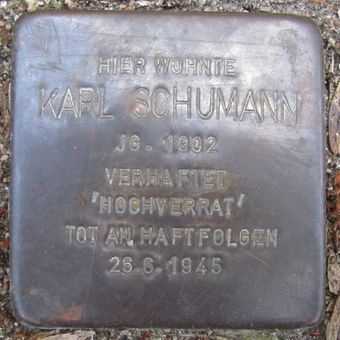 HIER WOHNTE
KARL SCHUMANN
JG. 1902
VERHAFTET
'HOCHVERRAT'
TOT AN HAFTFOLGEN
26.6.1945